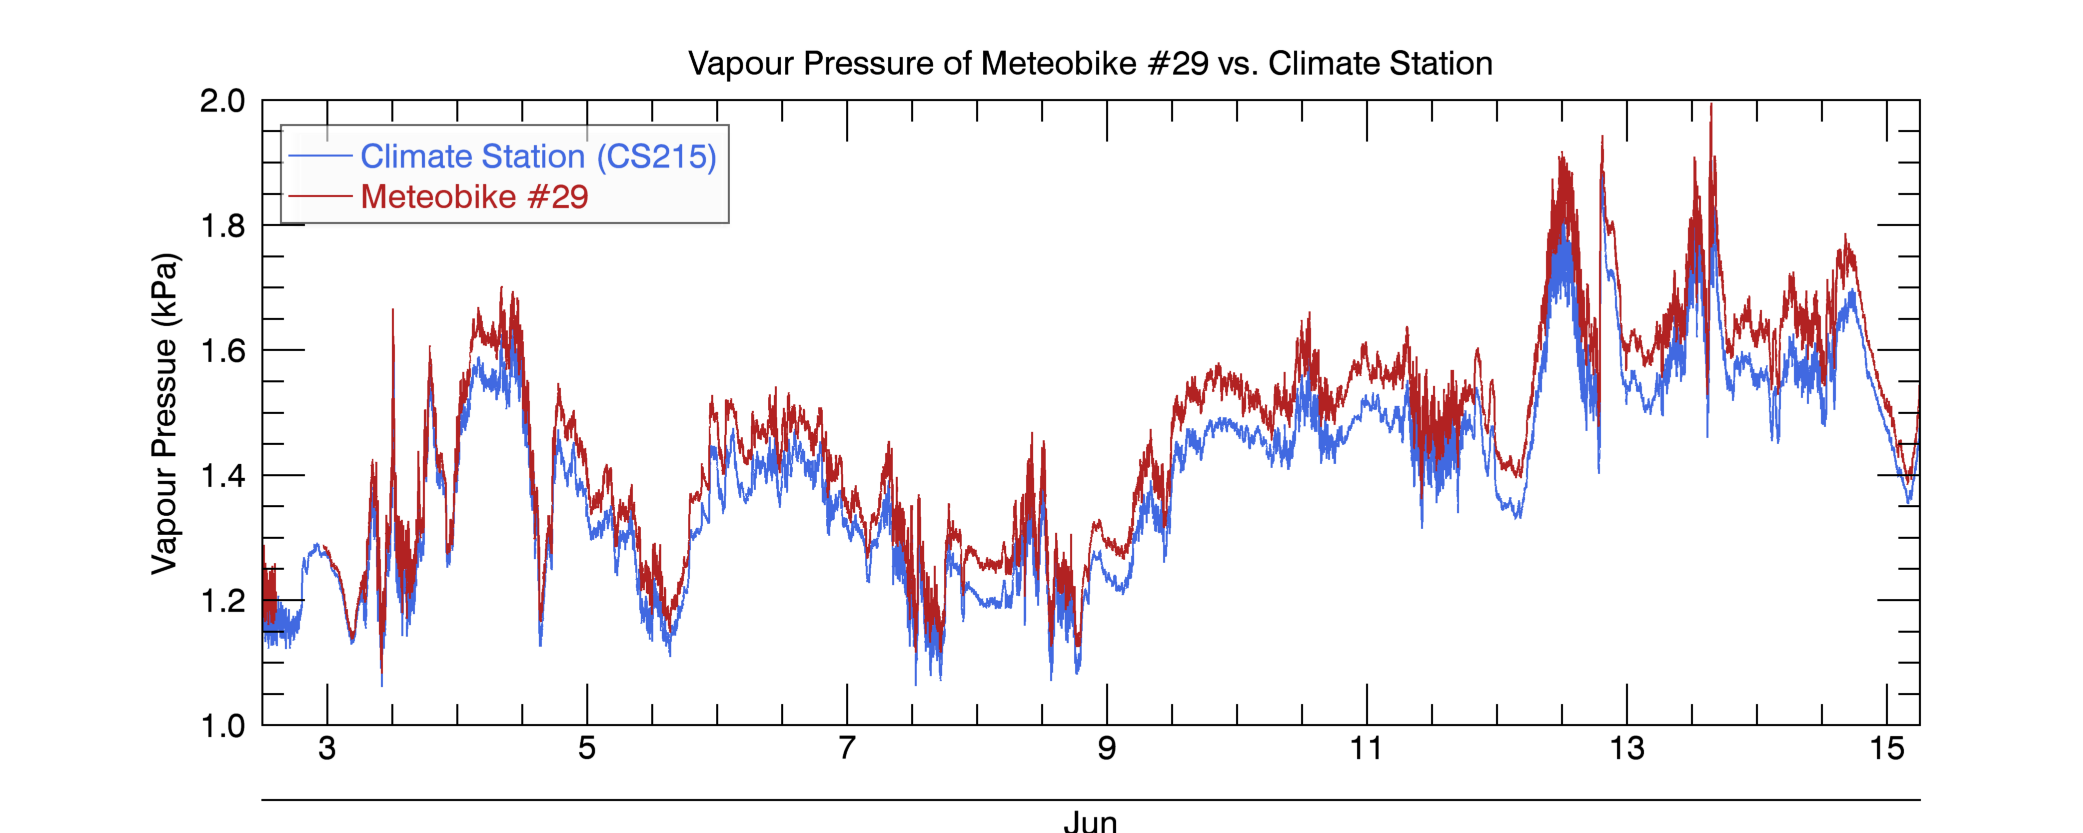 Vapour Pressure of Meteobike #29 vs. Climate Station
Vapour Pressue (kPa)
2.0
1.8
1.6
1.4
1.2
1.0
Climate Station (CS215)
Meteobike #29
3 5 7 9 11 13 15
Jun